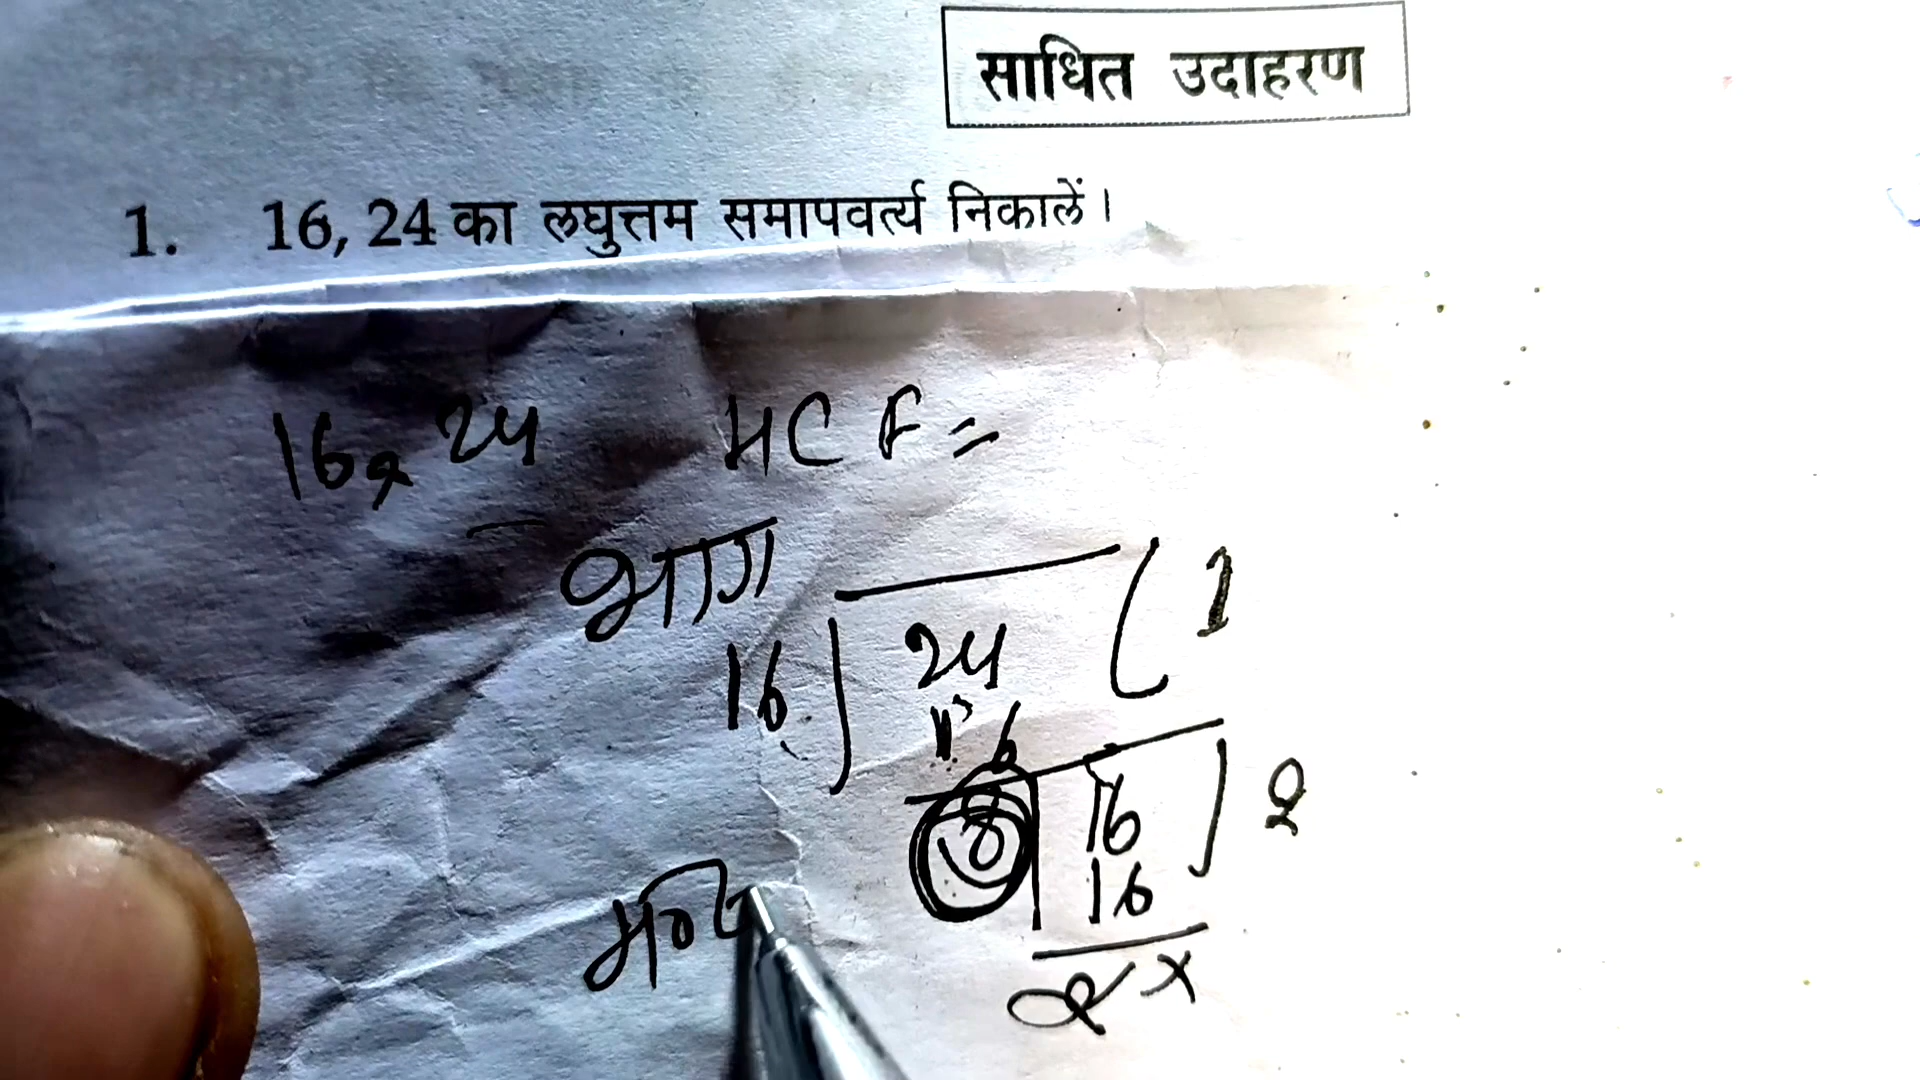 साधित उदाहरण
1. 16, 24 का लघुत्तम समापवर्त्य निकालें।
16, 24 HCF =
भाग
16) 24 ( 1
16
8 | 16 ) 2
16
×